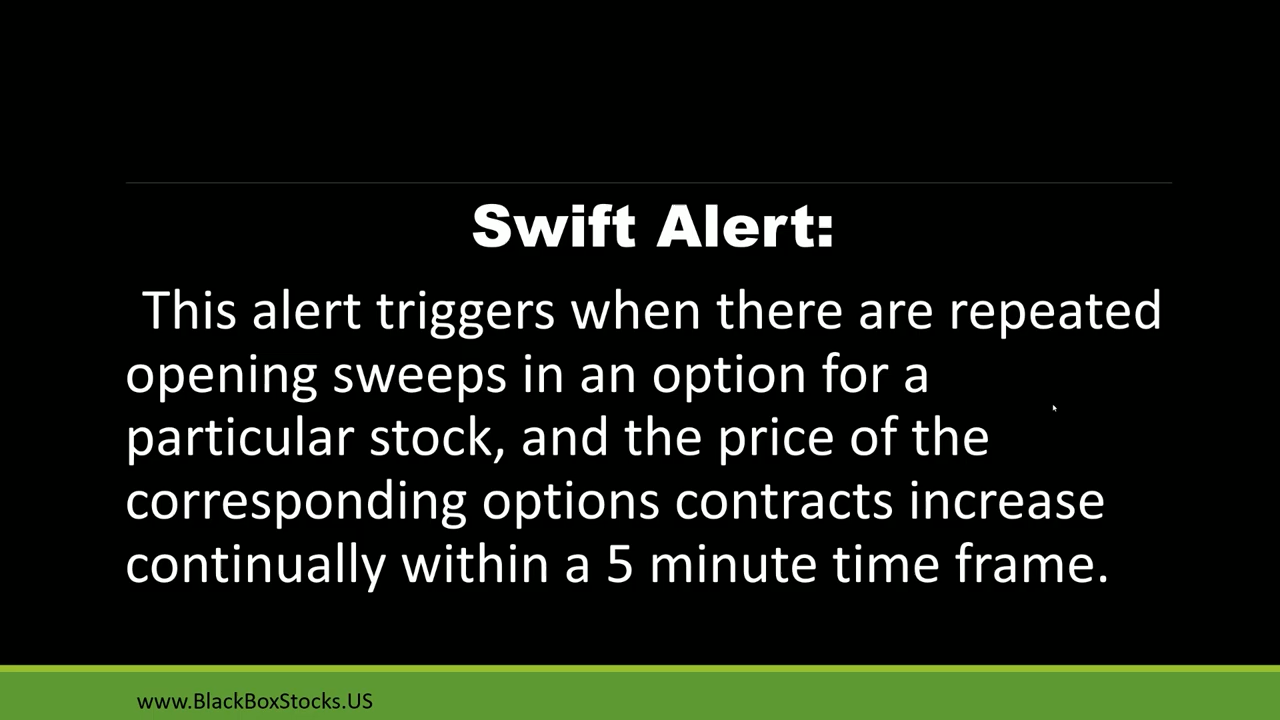 Swift Alert:
This alert triggers when there are repeated
opening sweeps in an option for a
particular stock, and the price of the
corresponding options contracts increase
continually within a 5 minute time frame.
www.BlackBoxStocks.US